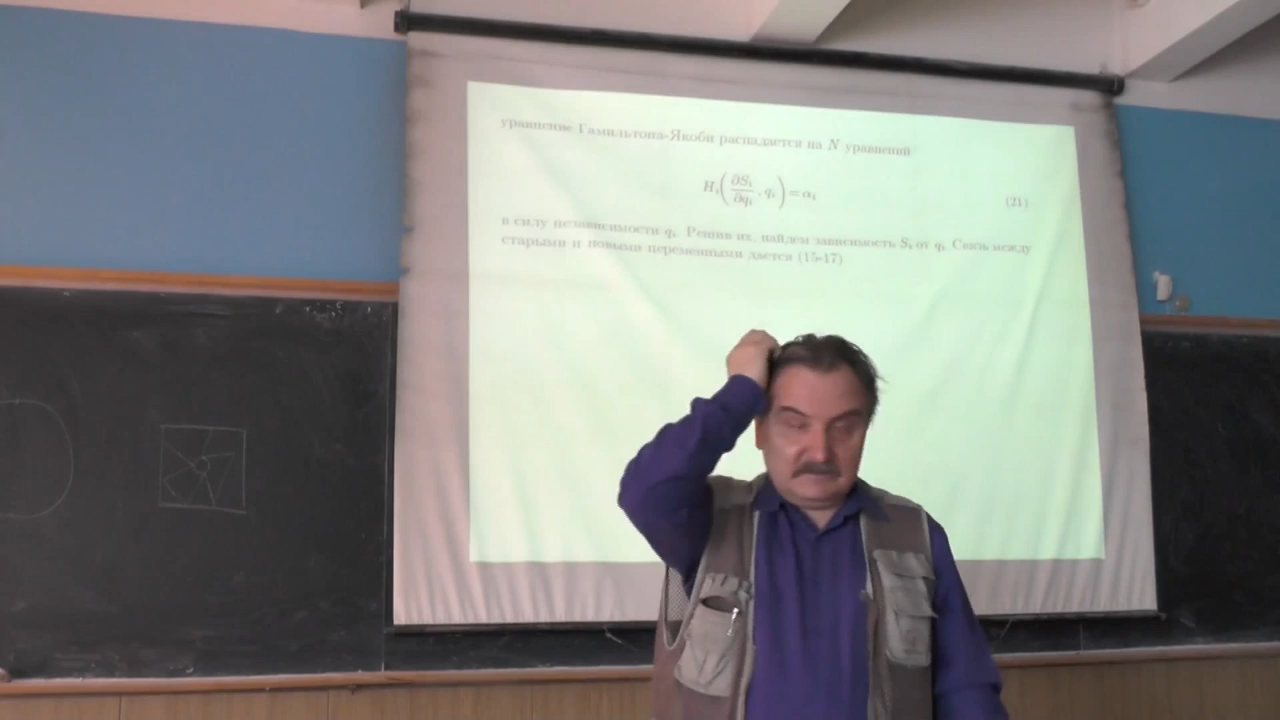 уравнение Гамильтона-Якоби распадается на N уравнений
H_i(∂S_i/∂q_i, q_i) = α_i (21)
в силу независимости q_i. Решив их, найдем зависимость S_i от q_i. Связь между
старыми и новыми переменными дается (15-17)